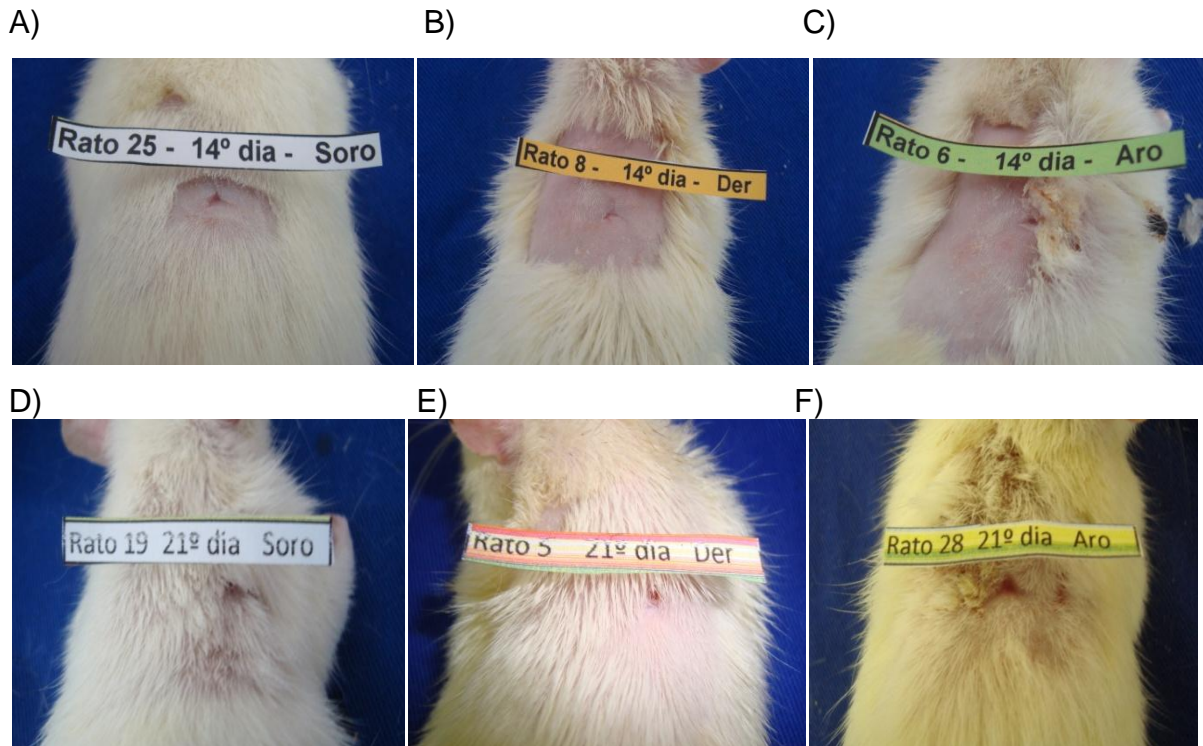 A)
B)
C)
Rato 25 - 14º dia - Soro
Rato 8 - 14º dia - Der
Rato 6 - 14º dia - Aro
D)
E)
F)
Rato 19 21º dia Soro
Rato 5 21º dia Der
Rato 28 21º dia Aro